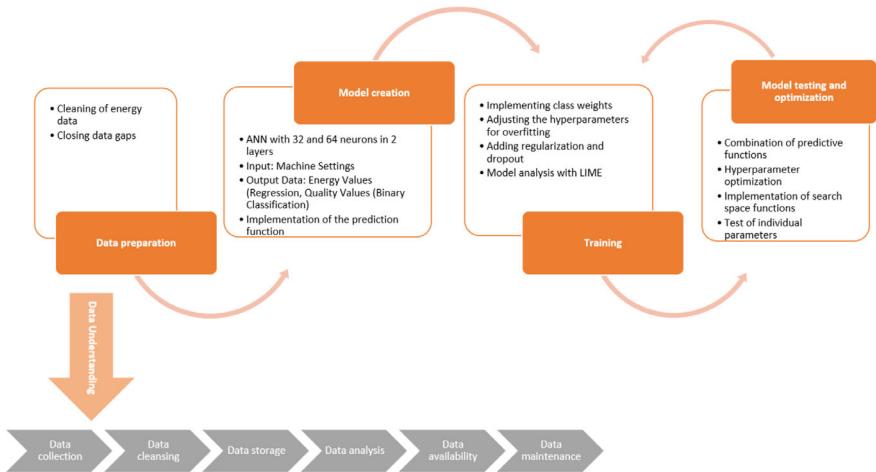 • Cleaning of energy
data
• Closing data gaps
Data preparation
Model creation
• ANN with 32 and 64 neurons in 2
layers
• Input: Machine Settings
• Output Data: Energy Values
(Regression, Quality Values (Binary
Classification)
• Implementation of the prediction
function
• Implementing class weights
• Adjusting the hyperparameters
for overfitting
• Adding regularization and
dropout
• Model analysis with LIME
Training
Model testing and
optimization
• Combination of predictive
functions
• Hyperparameter
optimization
• Implementation of search
space functions
• Test of individual
parameters
Data Understanding
Data
collection
Data
cleansing
Data storage
Data analysis
Data
availability
Data
maintenance